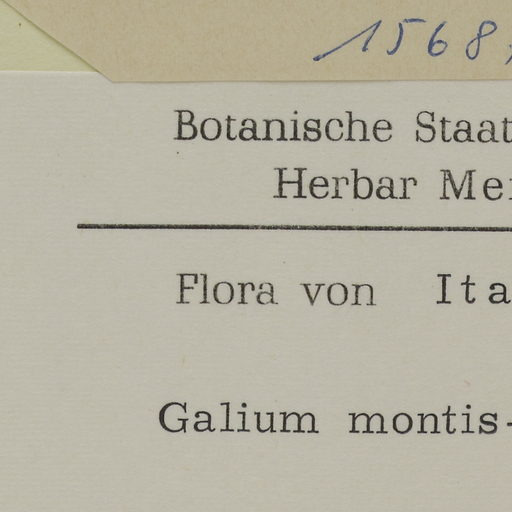 1568
Botanische Staat
Herbar Me
Flora von Ita
Galium montis-